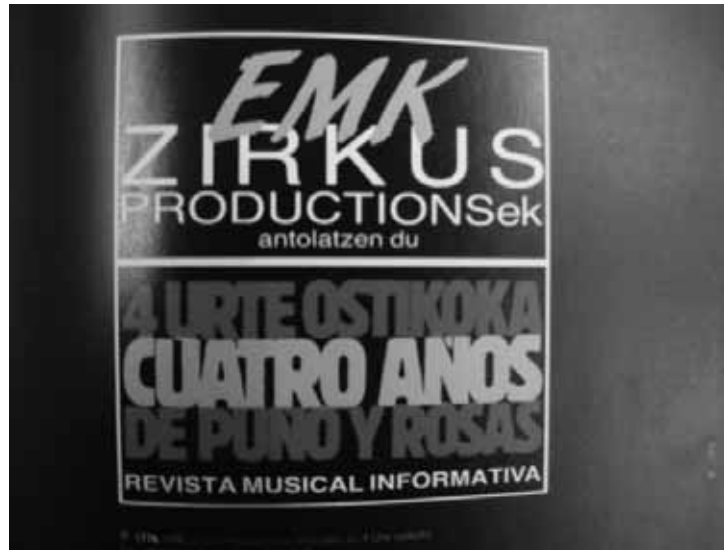 EMK
ZIRKUS
PRODUCTIONSek
antolatzen du
4 URTE OSTIKOKA
CUATRO AÑOS
DE PUÑO Y ROSAS
REVISTA MUSICAL INFORMATIVA